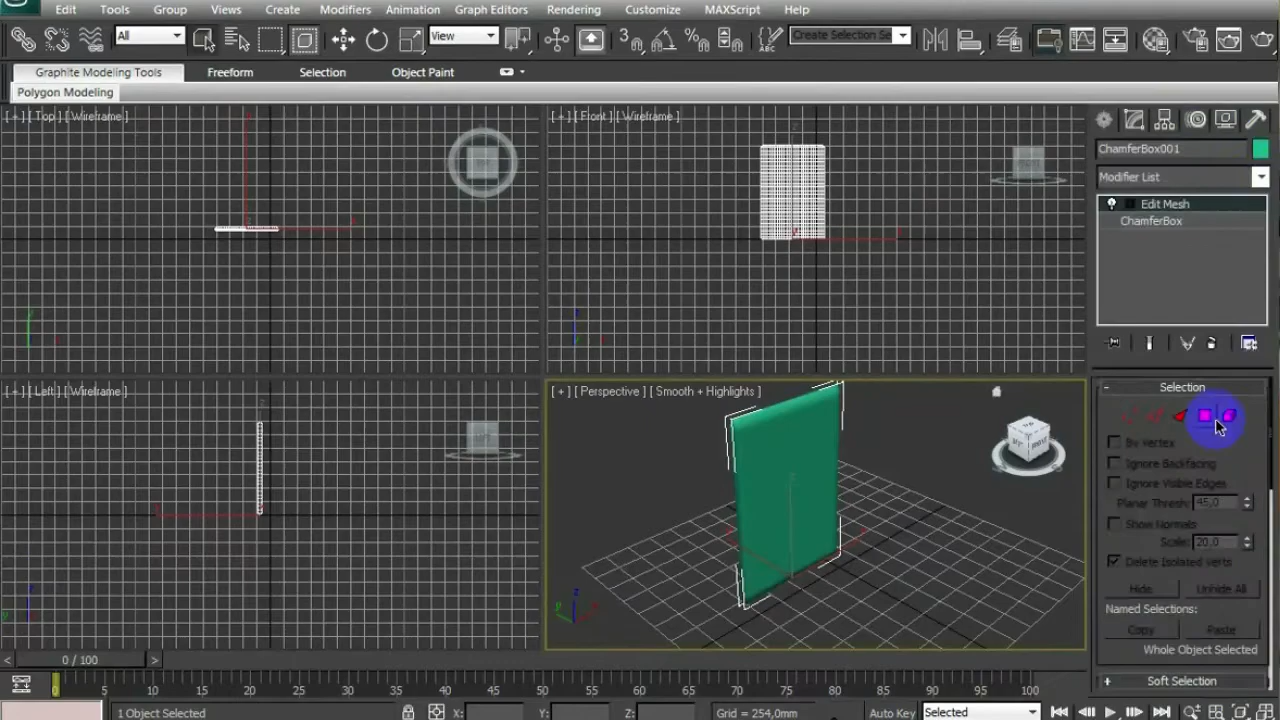 Edit Tools Group Views Create Modifiers Animation Graph Editors Rendering Customize MAXScript Help
All View 3 Create Selection Se
Graphite Modeling Tools Freeform Selection Object Paint
Polygon Modeling
[ + ] [ Top ] [ Wireframe ]
[ + ] [ Front ] [ Wireframe ]
ChamferBox001
Modifier List
Edit Mesh
ChamferBox
[ + ] [ Left ] [ Wireframe ]
[ + ] [ Perspective ] [ Smooth + Highlights ]
- Selection
By Vertex
Ignore Backfacing
Ignore Visible Edges
Planar Thresh: 45,0
Show Normals
Scale: 20,0
Delete Isolated Verts
Hide Unhide All
Named Selections:
Copy Paste
Whole Object Selected
+ Soft Selection
< 0 / 100 >
0 5 10 15 20 25 30 35 40 45 50 55 60 65 70 75 80 85 90 95 100
1 Object Selected X: Y: Z: Grid = 254,0mm Auto Key Selected